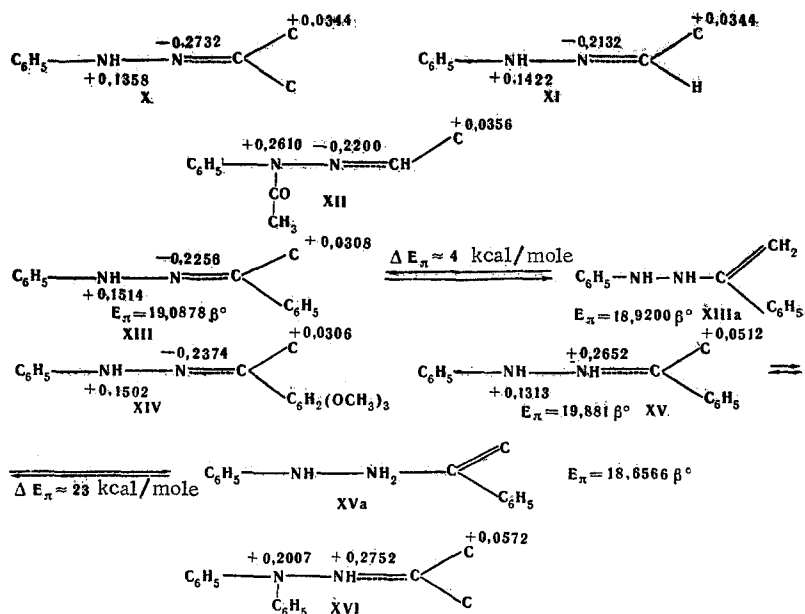 +0,0344
+0,0344
−0,2732
C
−0,2132
C
C₆H₅ NH N C
C₆H₅ NH N C
+0,1358
X
C
+0,1422
XI
H
+0,2610 −0,2200
C +0,0356
C₆H₅ N N CH
CO
XII
CH₃
−0,2256
C +0,0308
ΔEπ ≈ 4 kcal/mole
CH₂
C₆H₅ NH N C
C₆H₅ NH NH C
+0,1514
C₆H₅
C₆H₅
Eπ=19,0878 β°
Eπ=18,9200 β° XIIIa
XIII
+0,0306
+0,0512
−0,2374
C
+0,2652
C
C₆H₅ NH N C
C₆H₅ NH NH C
+0,1502
+0,1313
C₆H₅
XIV
C₆H₂(OCH₃)₃
Eπ=19,881 β° XV
C
C₆H₅ NH NH₂ C
Eπ=18,6566 β°
ΔEπ≈ 23 kcal/mole
XVa
C₆H₅
+0,0572
+0,2007 +0,2752
C
C₆H₅ N NH C
C₆H₅
XVI
C